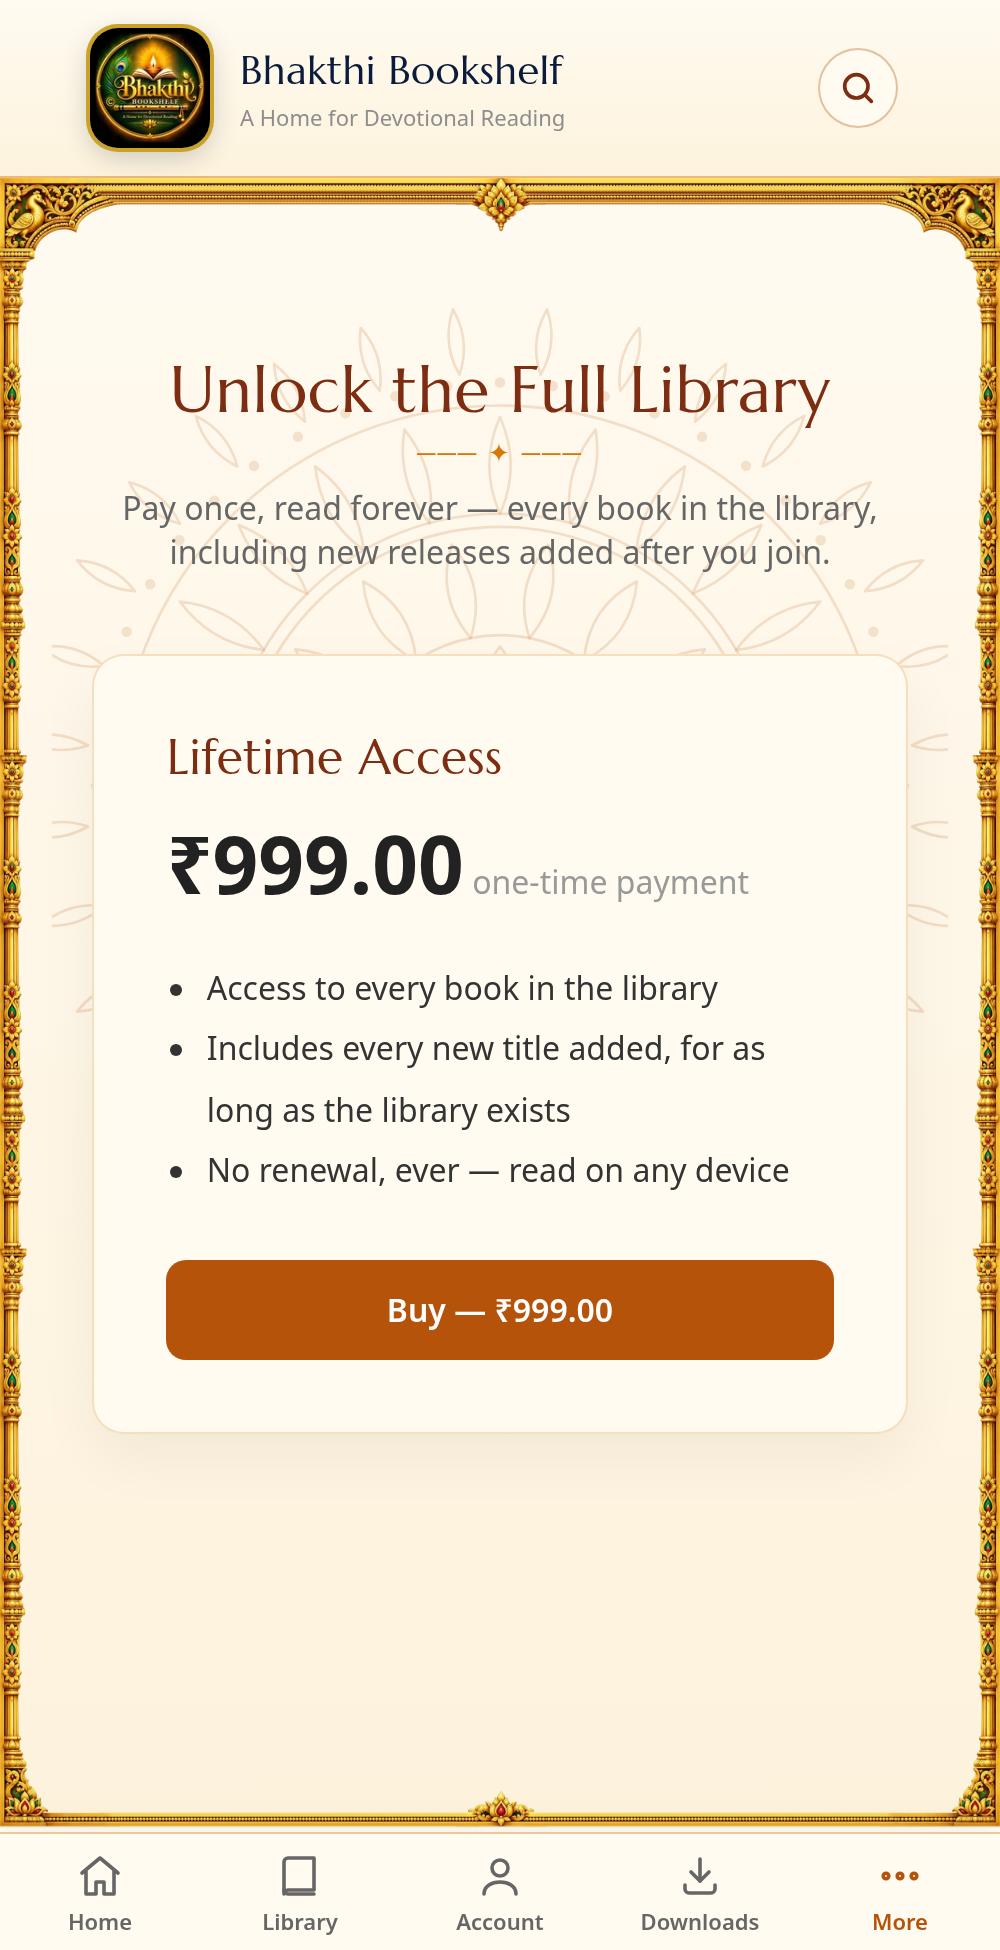 Bhakthi
BOOKSHELF
Bhakthi Bookshelf
A Home for Devotional Reading
Unlock the Full Library
Pay once, read forever — every book in the library,
including new releases added after you join.
Lifetime Access
₹999.00 one-time payment
• Access to every book in the library
• Includes every new title added, for as
long as the library exists
• No renewal, ever — read on any device
Buy — ₹999.00
Home Library Account Downloads More